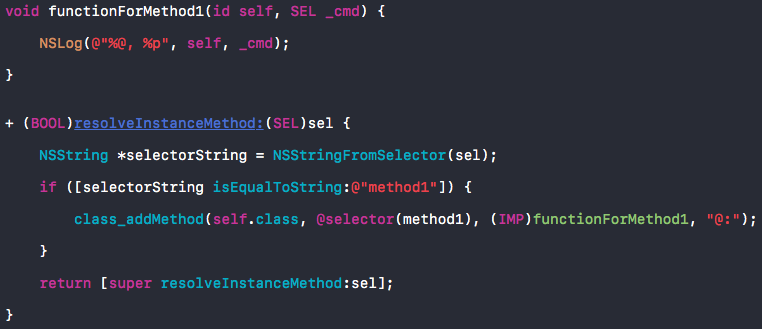 void functionForMethod1(id self, SEL _cmd) {
NSLog(@"%@, %p", self, _cmd);
}
+ (BOOL)resolveInstanceMethod:(SEL)sel {
NSString *selectorString = NSStringFromSelector(sel);
if ([selectorString isEqualToString:@"method1"]) {
class_addMethod(self.class, @selector(method1), (IMP)functionForMethod1, "@:");
}
return [super resolveInstanceMethod:sel];
}